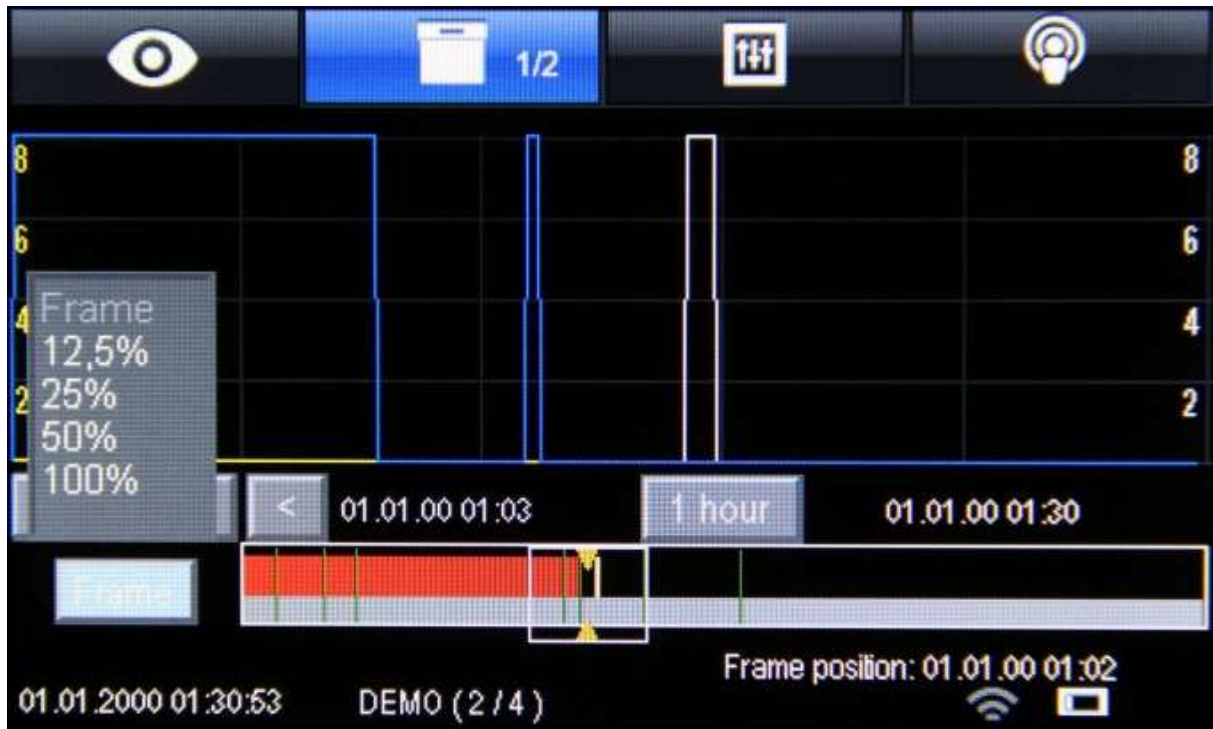 1/2
8 8
6 6
4 4
2 2
Frame
12,5%
25%
50%
100%
< 01.01.00 01:03 1 hour 01.01.00 01:30
Frame
Frame position: 01.01.00 01:02
01.01.2000 01:30:53 DEMO ( 2 / 4 )